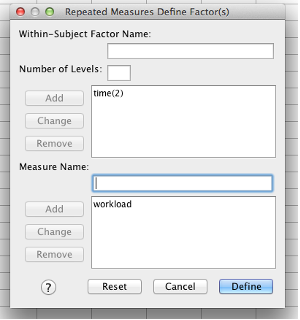 Repeated Measures Define Factor(s)
Within-Subject Factor Name:
Number of Levels:
Add
Change
Remove
time(2)
Measure Name:
Add
Change
Remove
workload
?
Reset
Cancel
Define